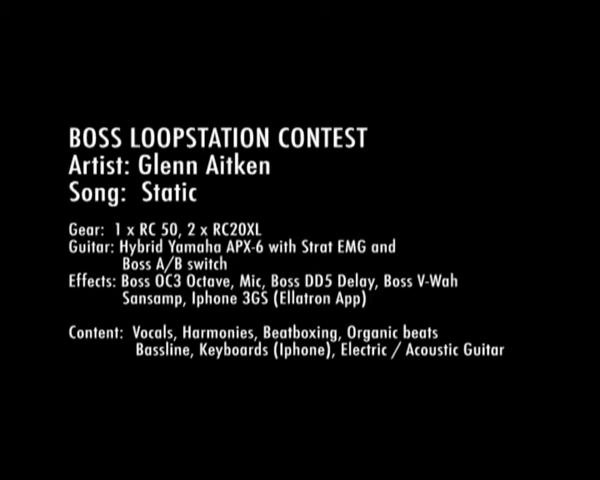 BOSS LOOPSTATION CONTEST
Artist: Glenn Aitken
Song: Static
Gear: 1 x RC 50, 2 x RC20XL
Guitar: Hybrid Yamaha APX-6 with Strat EMG and
Boss A/B switch
Effects: Boss OC3 Octave, Mic, Boss DD5 Delay, Boss V-Wah
Sansamp, Iphone 3GS (Ellatron App)
Content: Vocals, Harmonies, Beatboxing, Organic beats
Bassline, Keyboards (Iphone), Electric / Acoustic Guitar